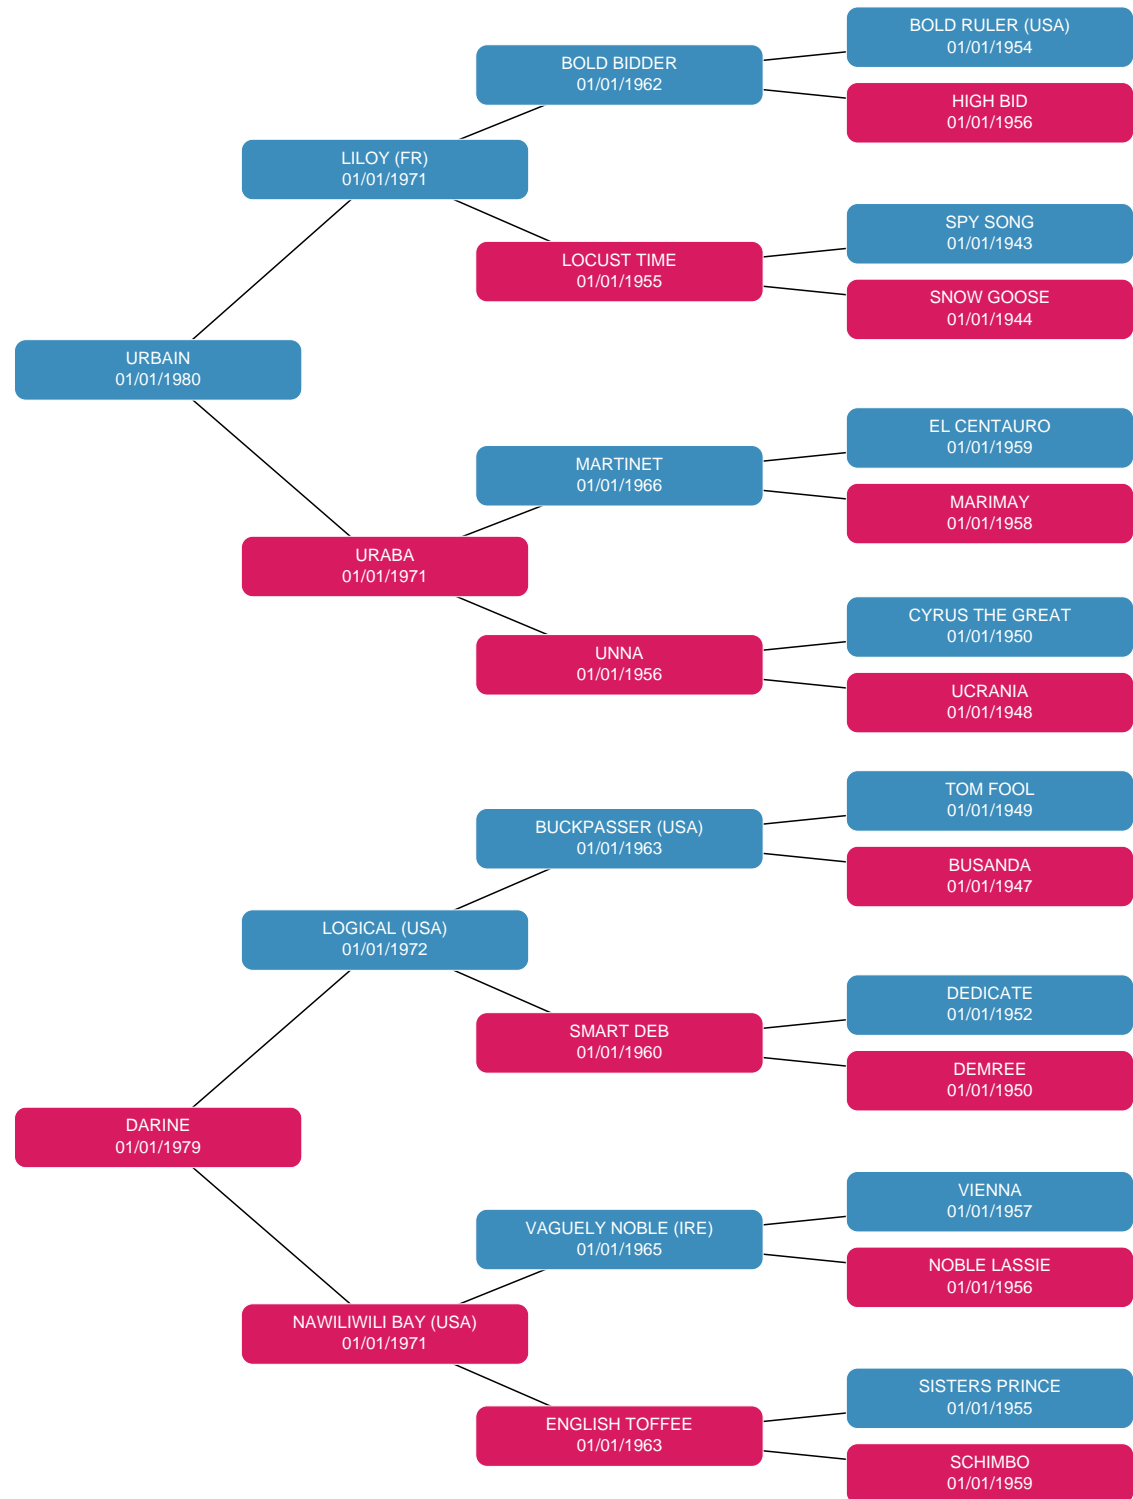 BOLD RULER (USA)
01/01/1954
BOLD BIDDER
01/01/1962
HIGH BID
01/01/1956
LILOY (FR)
01/01/1971
SPY SONG
01/01/1943
LOCUST TIME
01/01/1955
SNOW GOOSE
01/01/1944
URBAIN
01/01/1980
EL CENTAURO
01/01/1959
MARTINET
01/01/1966
MARIMAY
01/01/1958
URABA
01/01/1971
CYRUS THE GREAT
01/01/1950
UNNA
01/01/1956
UCRANIA
01/01/1948
TOM FOOL
01/01/1949
BUCKPASSER (USA)
01/01/1963
BUSANDA
01/01/1947
LOGICAL (USA)
01/01/1972
DEDICATE
01/01/1952
SMART DEB
01/01/1960
DEMREE
01/01/1950
DARINE
01/01/1979
VIENNA
01/01/1957
VAGUELY NOBLE (IRE)
01/01/1965
NOBLE LASSIE
01/01/1956
NAWILIWILI BAY (USA)
01/01/1971
SISTERS PRINCE
01/01/1955
ENGLISH TOFFEE
01/01/1963
SCHIMBO
01/01/1959